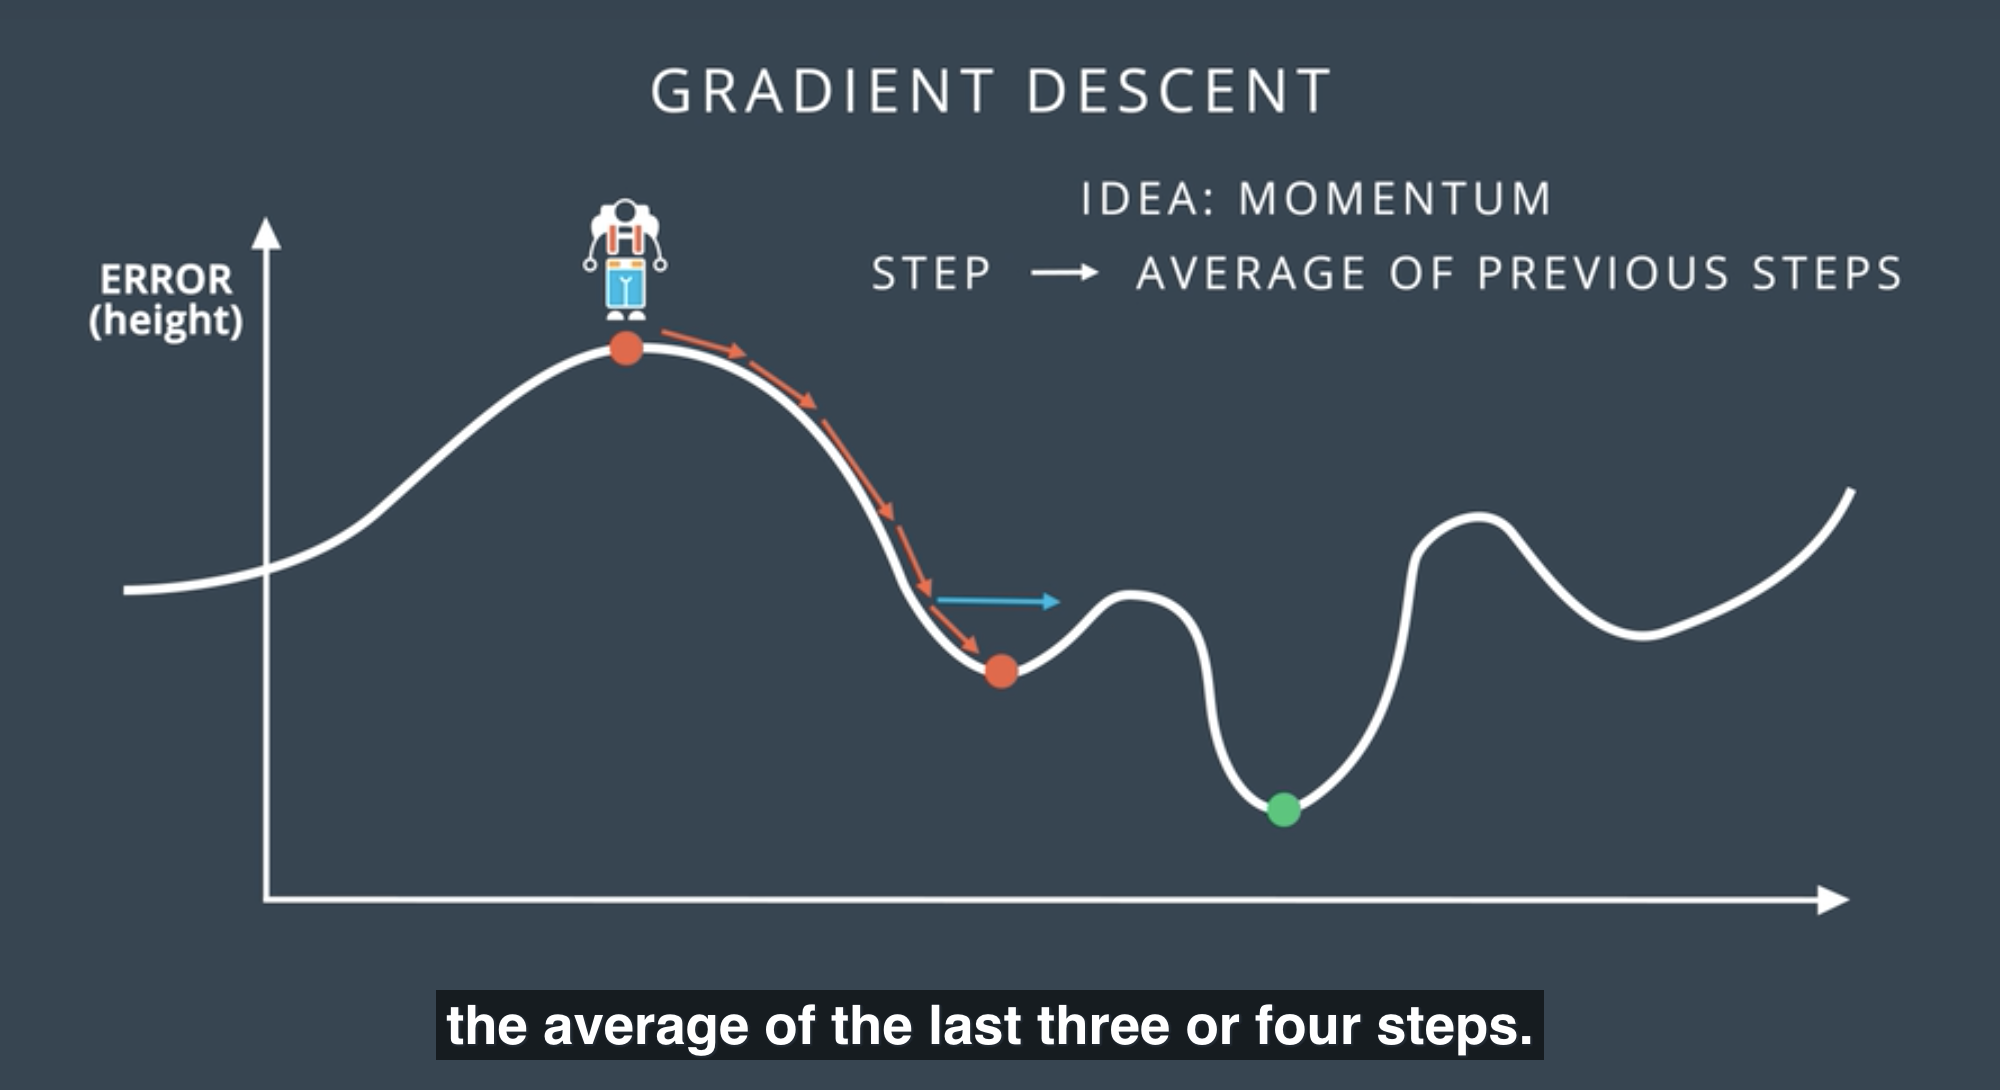 GRADIENT DESCENT
IDEA: MOMENTUM
STEP → AVERAGE OF PREVIOUS STEPS
ERROR
(height)
the average of the last three or four steps.